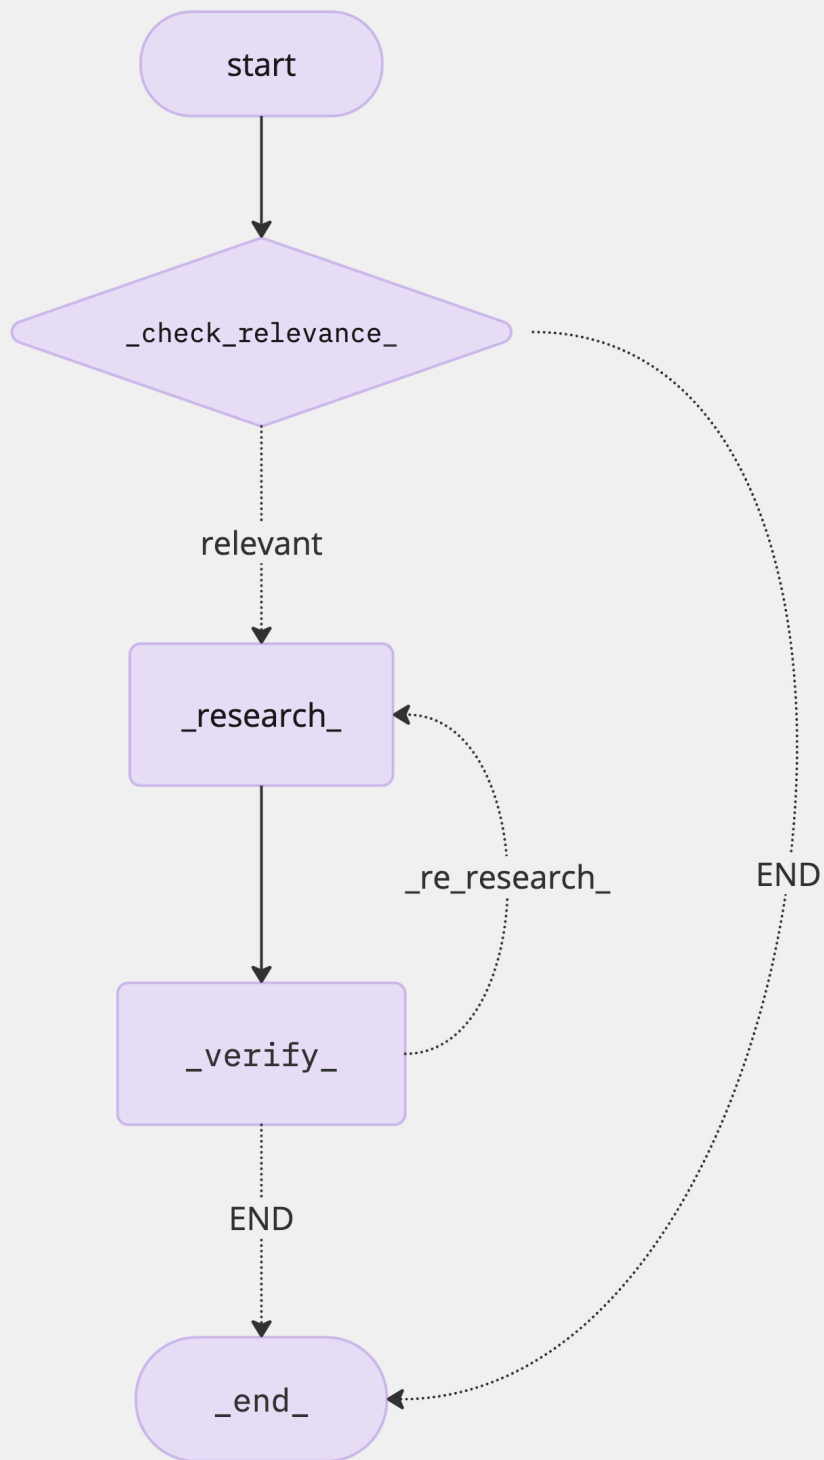 start
_check_relevance_
relevant
_research_
_re_research_
END
_verify_
END
_end_